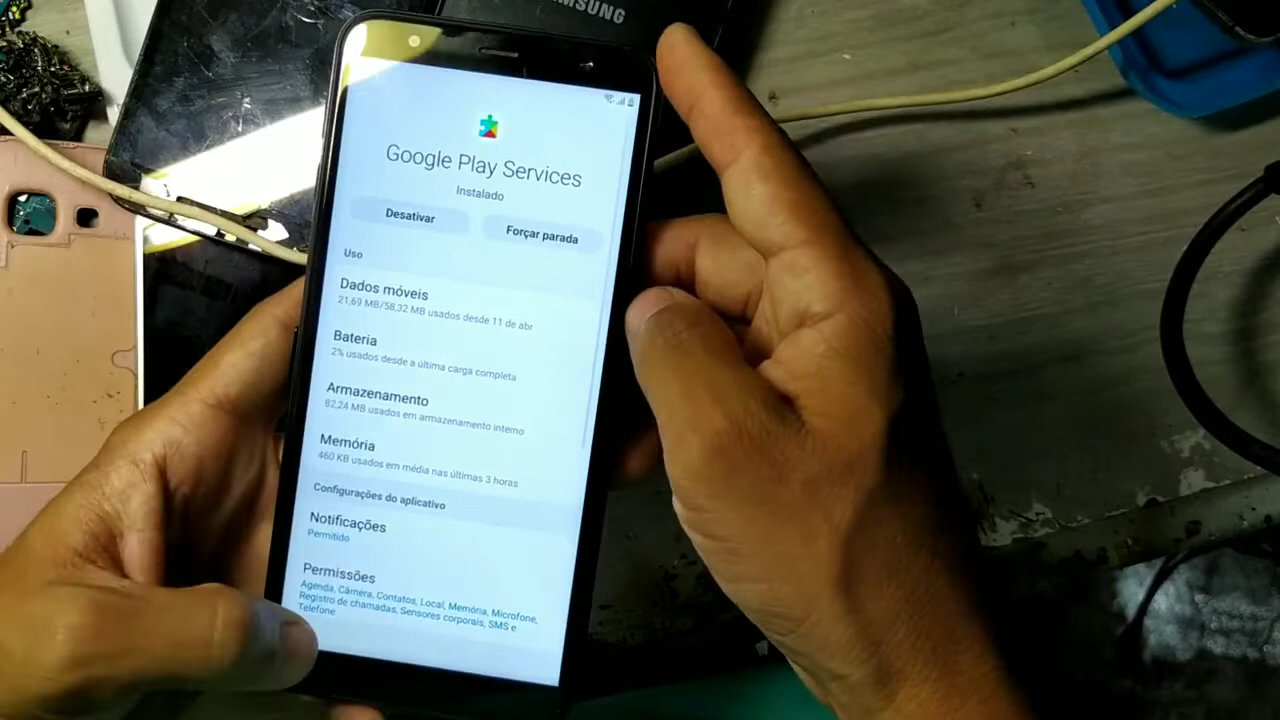 MSUNG
Google Play Services
Instalado
Desativar
Forçar parada
Uso
Dados móveis
21,69 MB/58,32 MB usados desde 11 de abr
Bateria
2% usados desde a última carga completa
Armazenamento
82,24 MB usados em armazenamento interno
Memória
460 KB usados em média nas últimas 3 horas
Configurações do aplicativo
Notificações
Permitido
Permissões
Agenda, Câmera, Contatos, Local, Memória, Microfone,
Registro de chamadas, Sensores corporais, SMS e
Telefone